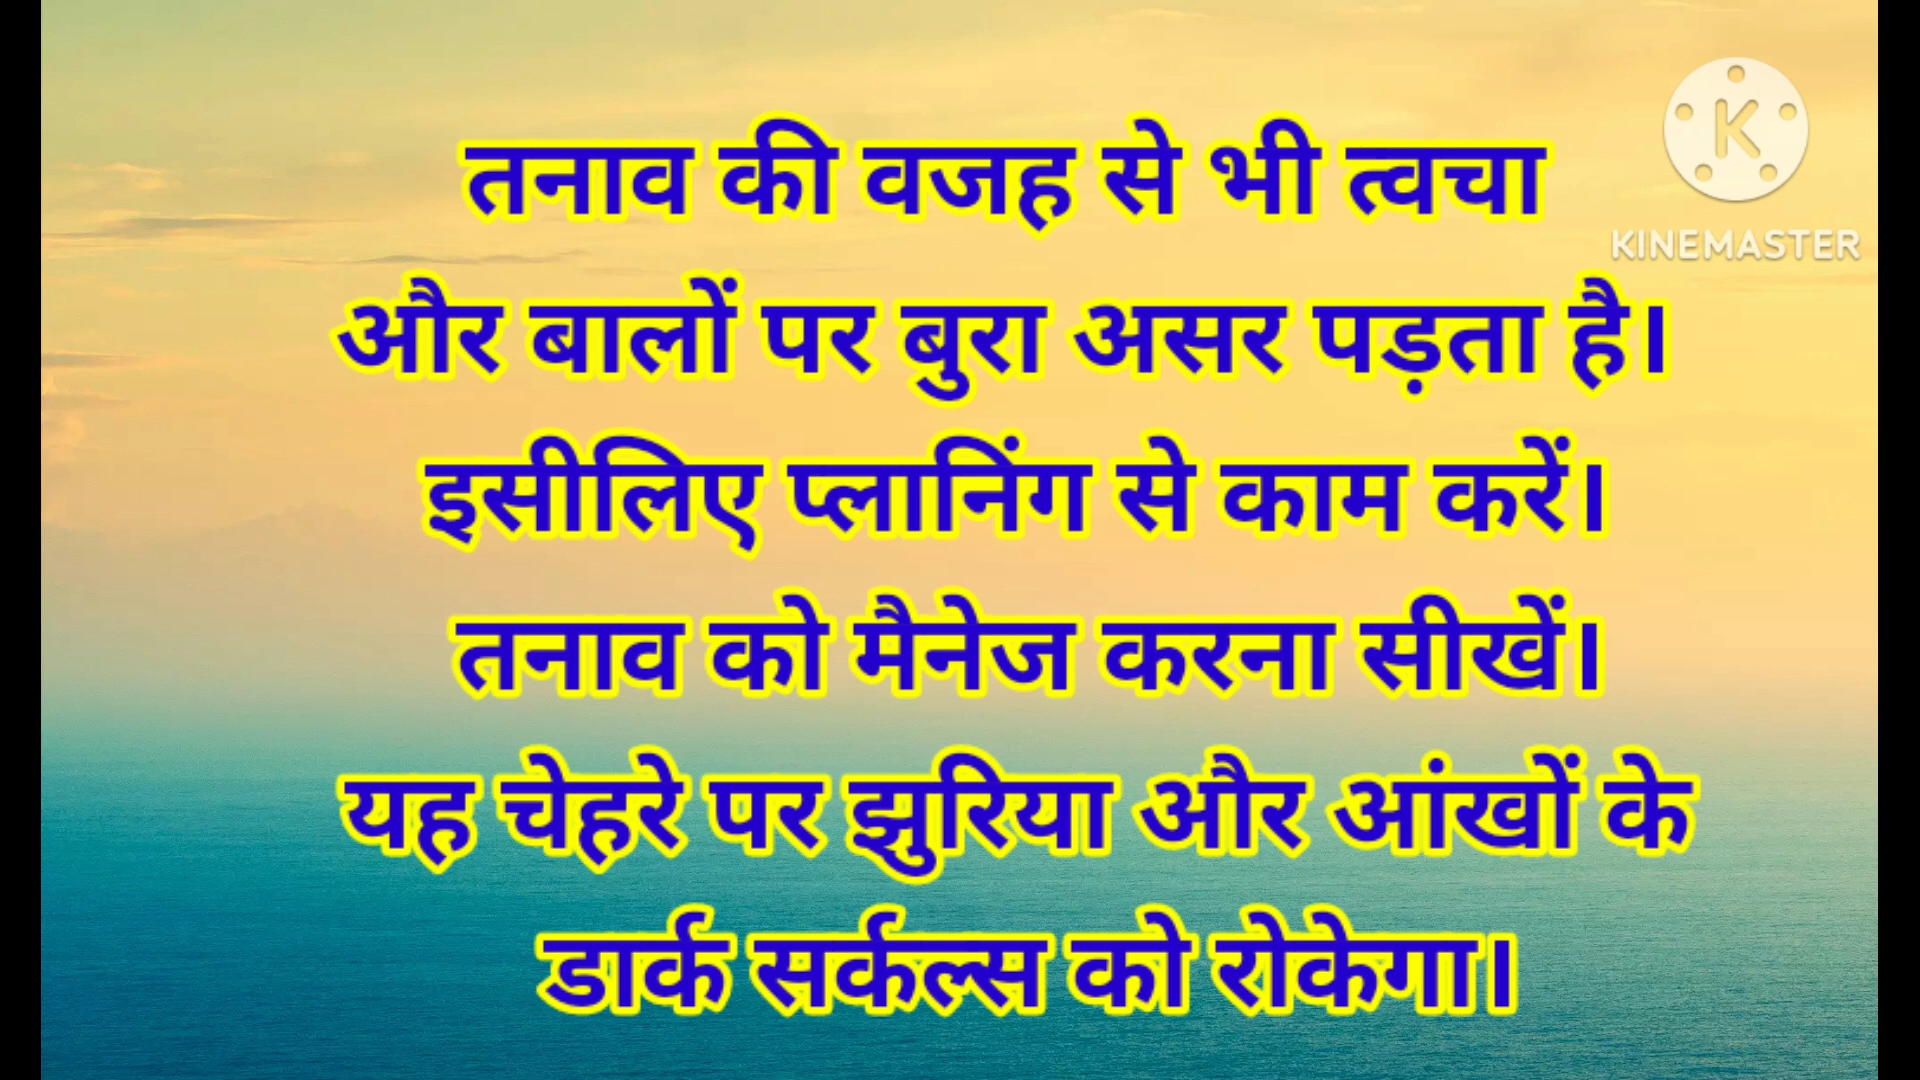 तनाव की वजह से भी त्वचा
और बालों पर बुरा असर पड़ता है।
इसीलिए प्लानिंग से काम करें।
तनाव को मैनेज करना सीखें।
यह चेहरे पर झुरिया और आंखों के
डार्क सर्कल्स को रोकेगा।
K
KINEMASTER